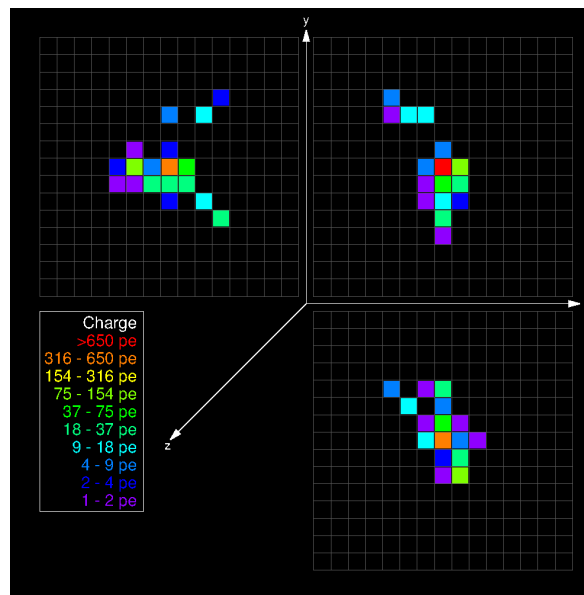 y
Charge
>650 pe
316 - 650 pe
154 - 316 pe
75 - 154 pe
37 - 75 pe
18 - 37 pe
9 - 18 pe
4 - 9 pe
2 - 4 pe
1 - 2 pe
z